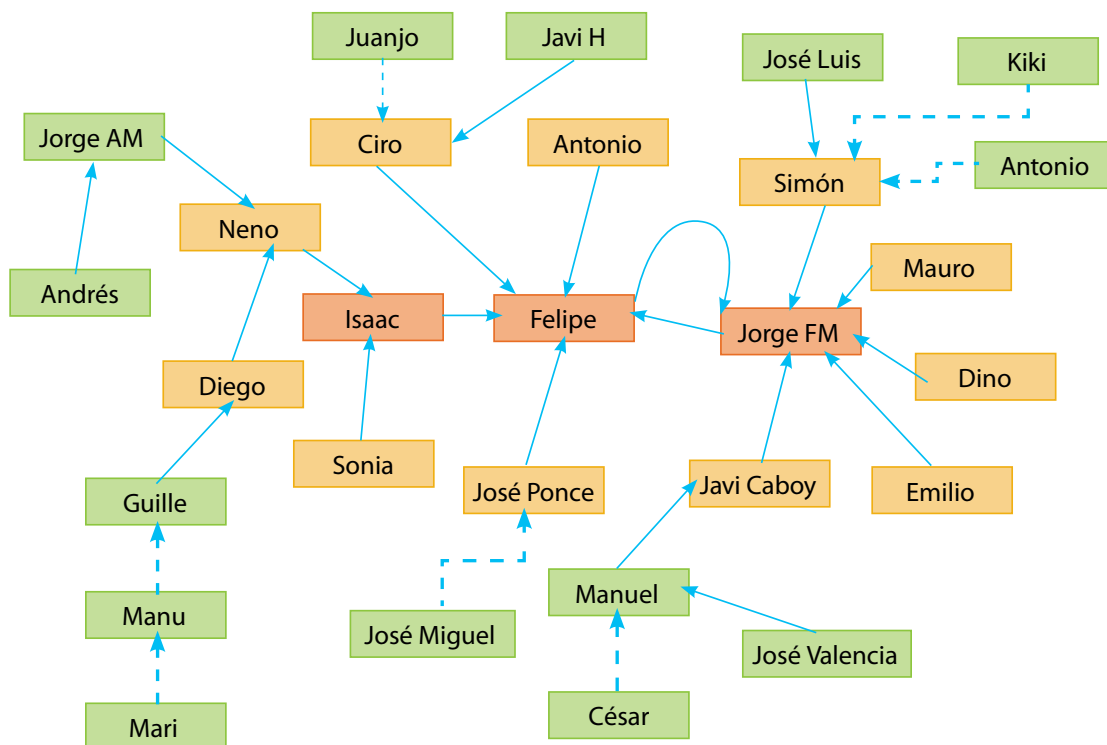 Juanjo
Javi H
José Luis
Kiki
Jorge AM
Ciro
Antonio
Simón
Antonio
Neno
Mauro
Andrés
Isaac
Felipe
Jorge FM
Diego
Dino
Sonia
José Ponce
Javi Caboy
Emilio
Guille
Manu
Manuel
José Miguel
José Valencia
Mari
César